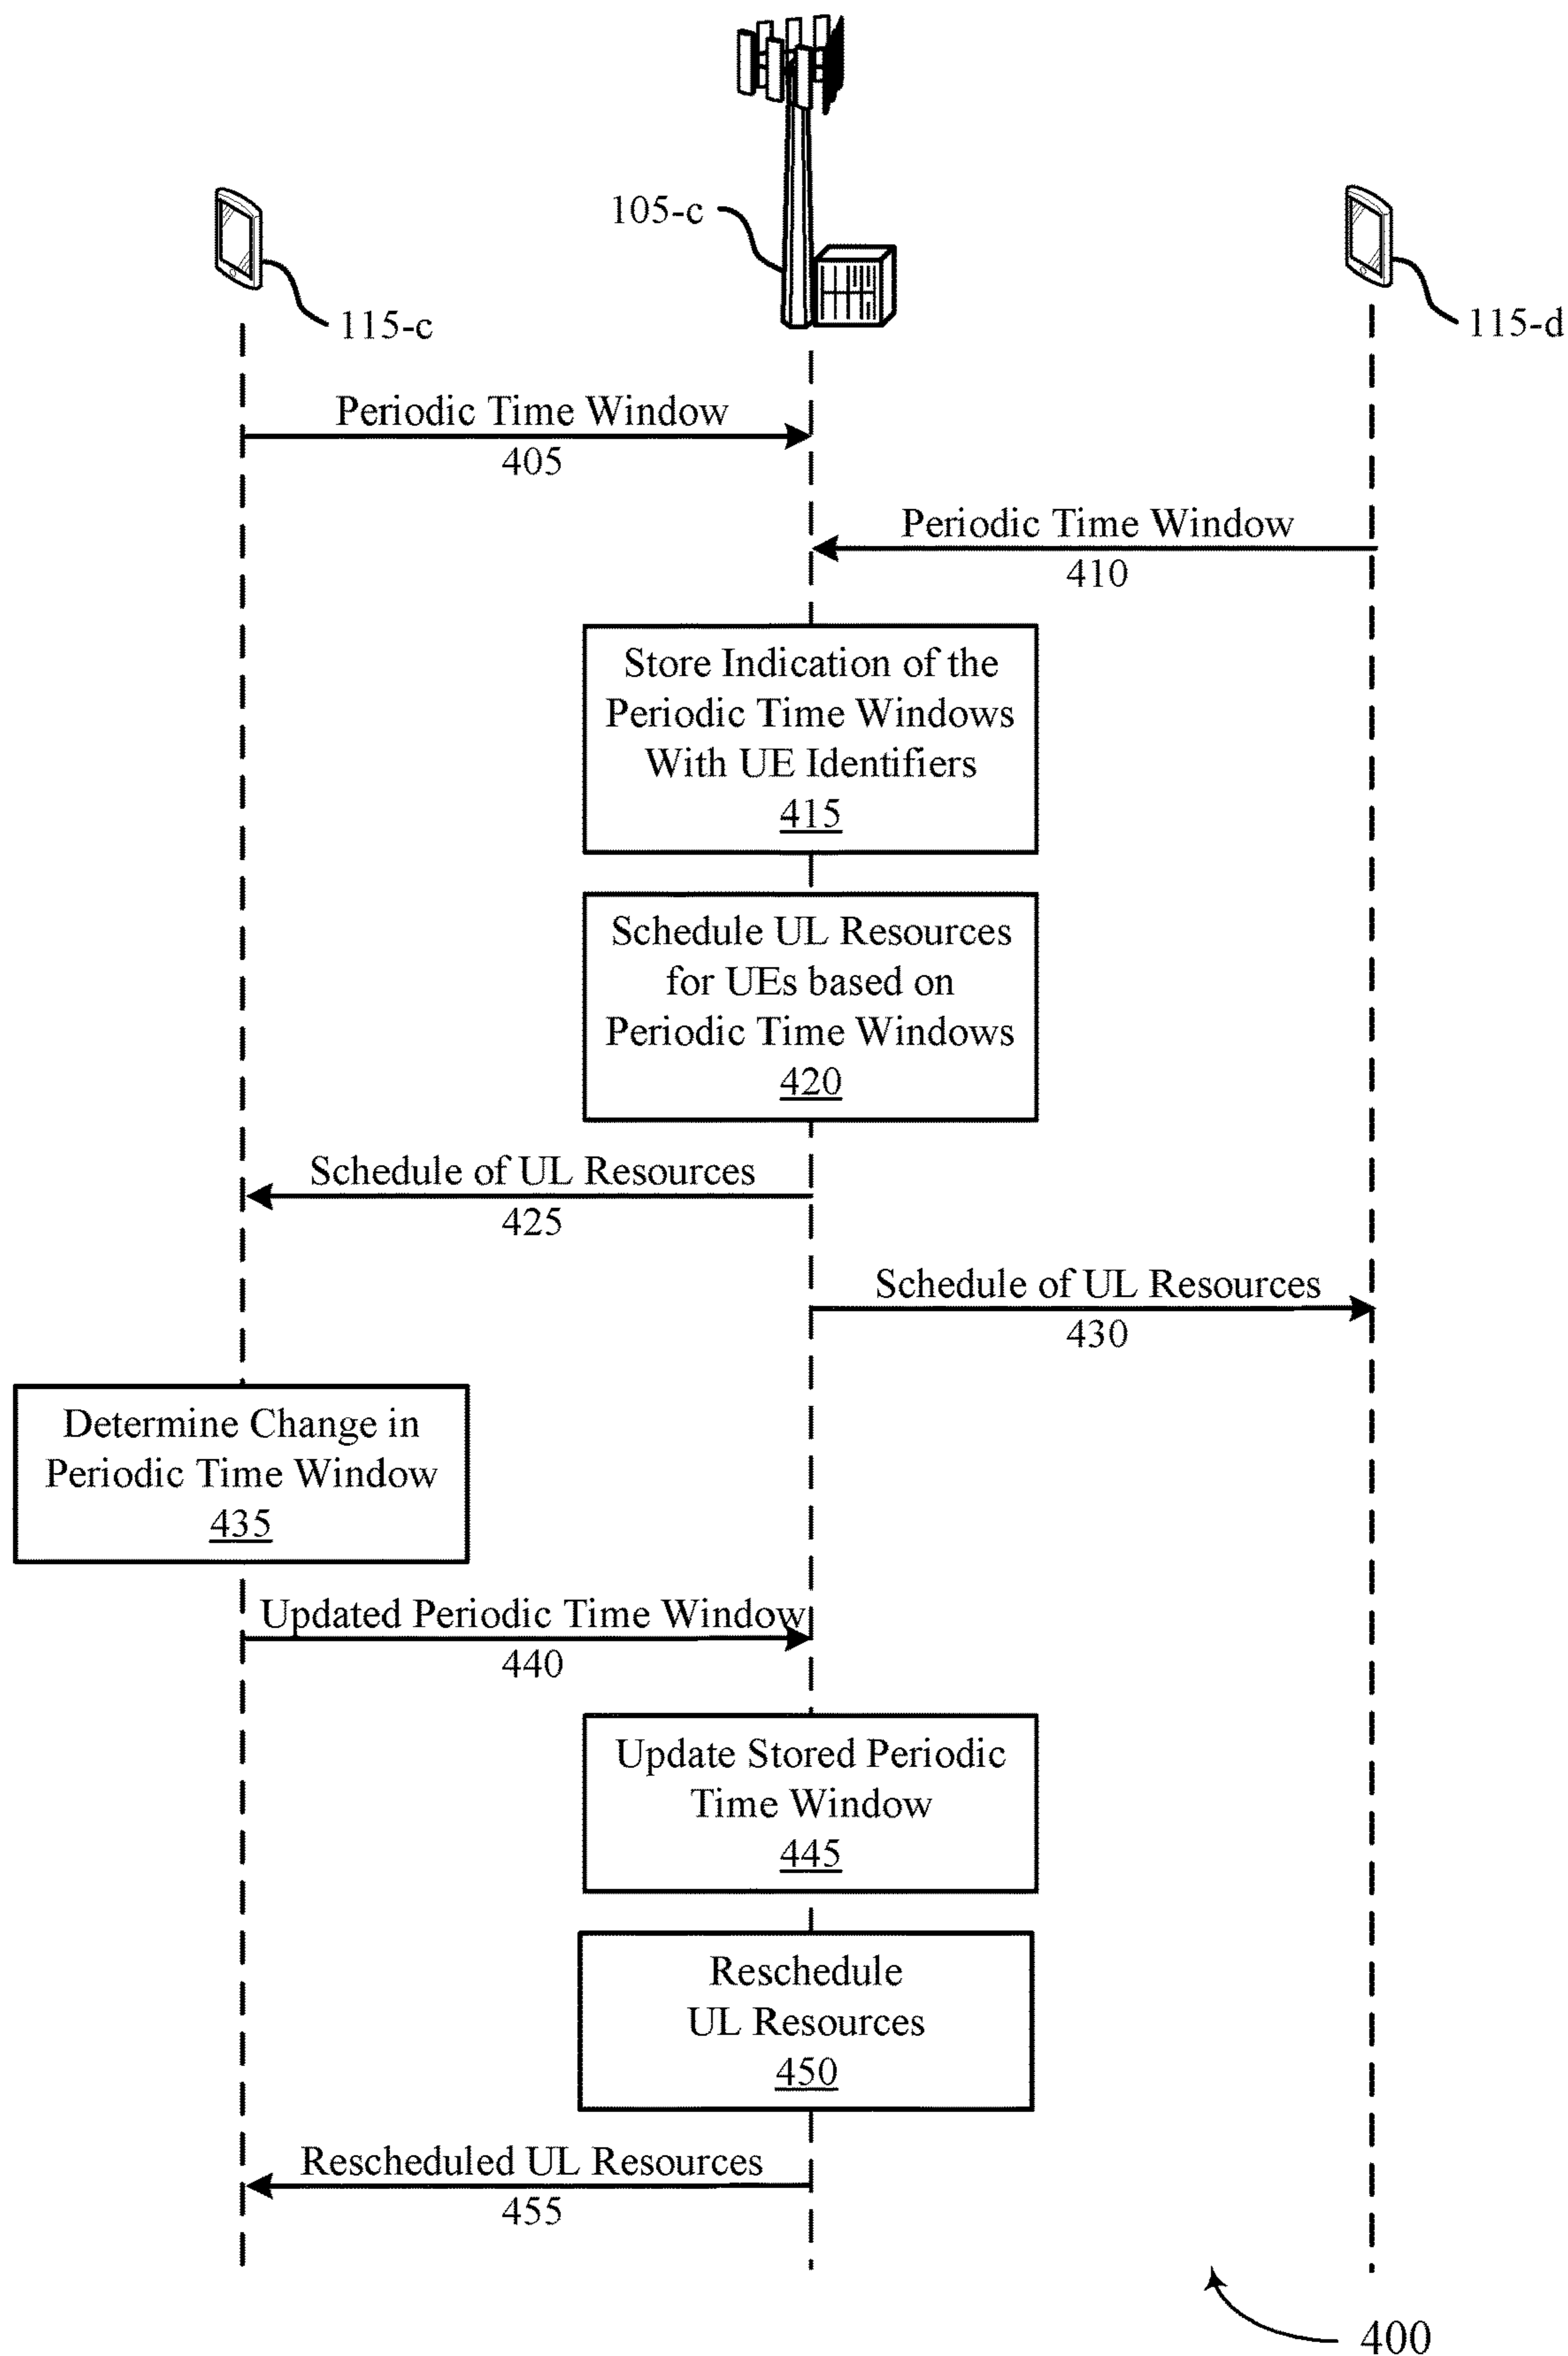 105-c
115-c
115-d
Periodic Time Window
405
Periodic Time Window
410
Store Indication of the
Periodic Time Windows
With UE Identifiers
415
Schedule UL Resources
for UEs based on
Periodic Time Windows
420
Schedule of UL Resources
425
Schedule of UL Resources
430
Determine Change in
Periodic Time Window
435
Updated Periodic Time Window
440
Update Stored Periodic
Time Window
445
Reschedule
UL Resources
450
Rescheduled UL Resources
455
400